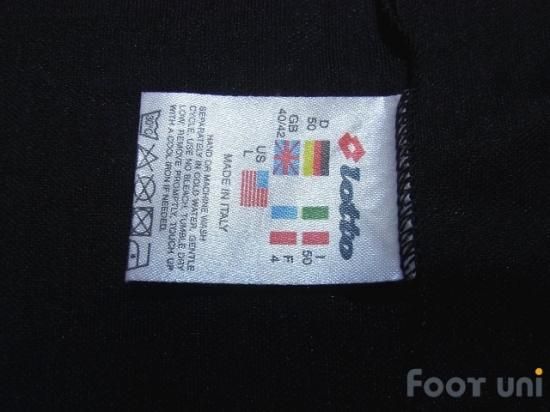 lotto
D
50
I
50
GB
40/42
F
4
US
L
MADE IN ITALY
HAND OR MACHINE WASH
SEPARATELY IN COLD WATER, GENTLE
CYCLE, USE NO BLEACH, TUMBLE DRY
LOW, REMOVE PROMPTLY, TOUCH UP
WITH A COOL IRON IF NEEDED.
30°C
FOOT uni